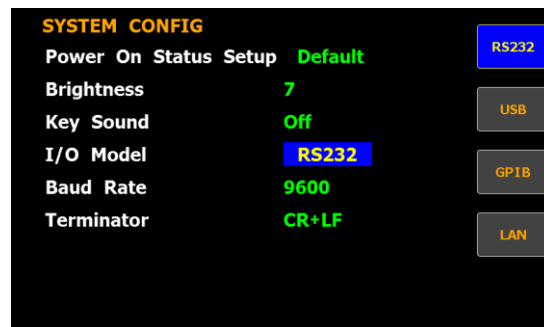 SYSTEM CONFIG
Power On Status Setup Default
Brightness 7
Key Sound Off
I/O Model RS232
Baud Rate 9600
Terminator CR+LF
RS232
USB
GPIB
LAN